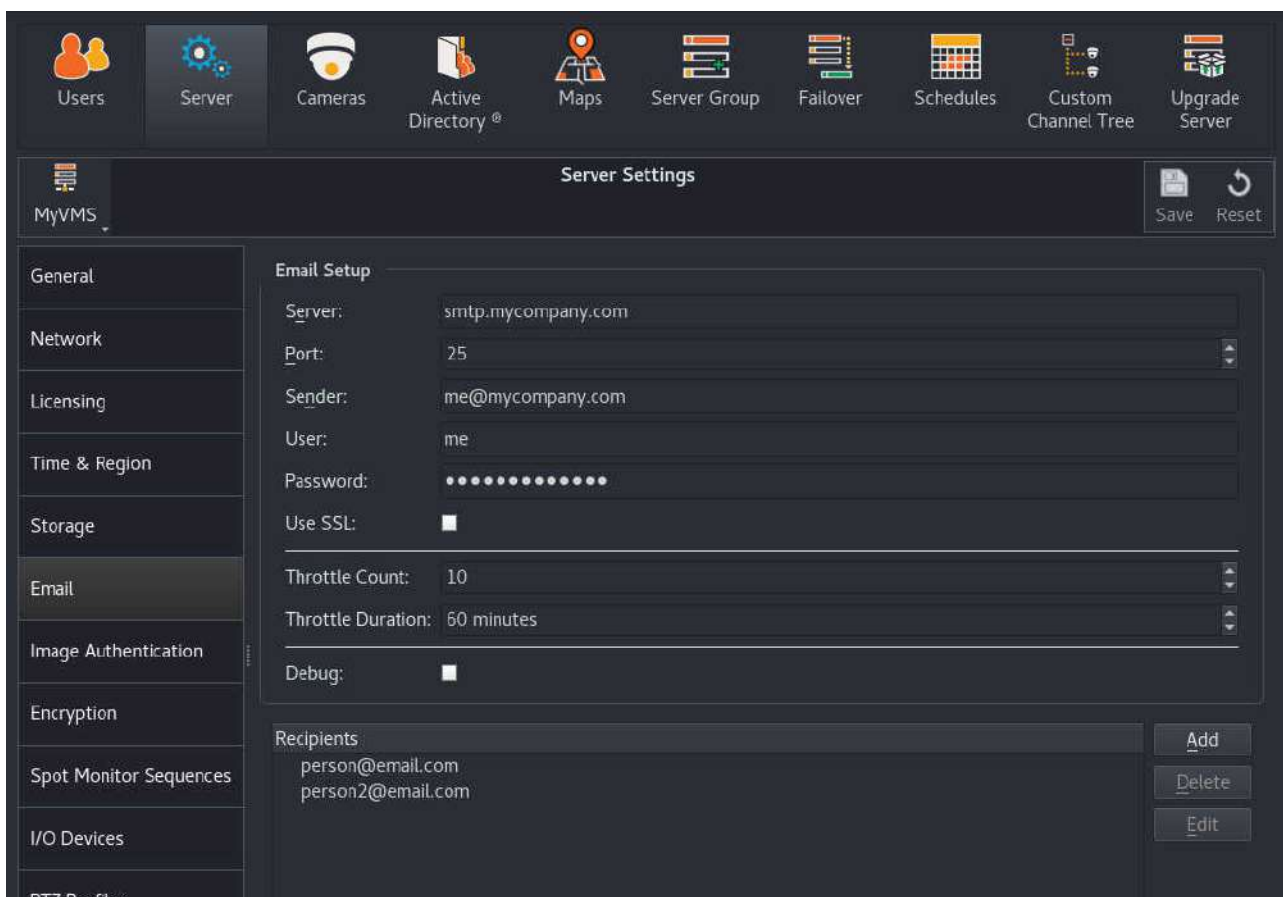 Users
Server
Cameras
Active
Directory ®
Maps
Server Group
Failover
Schedules
Custom
Channel Tree
Upgrade
Server
MyVMS
Server Settings
Save
Reset
General
Network
Licensing
Time & Region
Storage
Email
Image Authentication
Encryption
Spot Monitor Sequences
I/O Devices
Email Setup
Server: smtp.mycompany.com
Port: 25
Sender: me@mycompany.com
User: me
Password: •••••••••••••
Use SSL:
Throttle Count: 10
Throttle Duration: 60 minutes
Debug:
Recipients
person@email.com
person2@email.com
Add
Delete
Edit